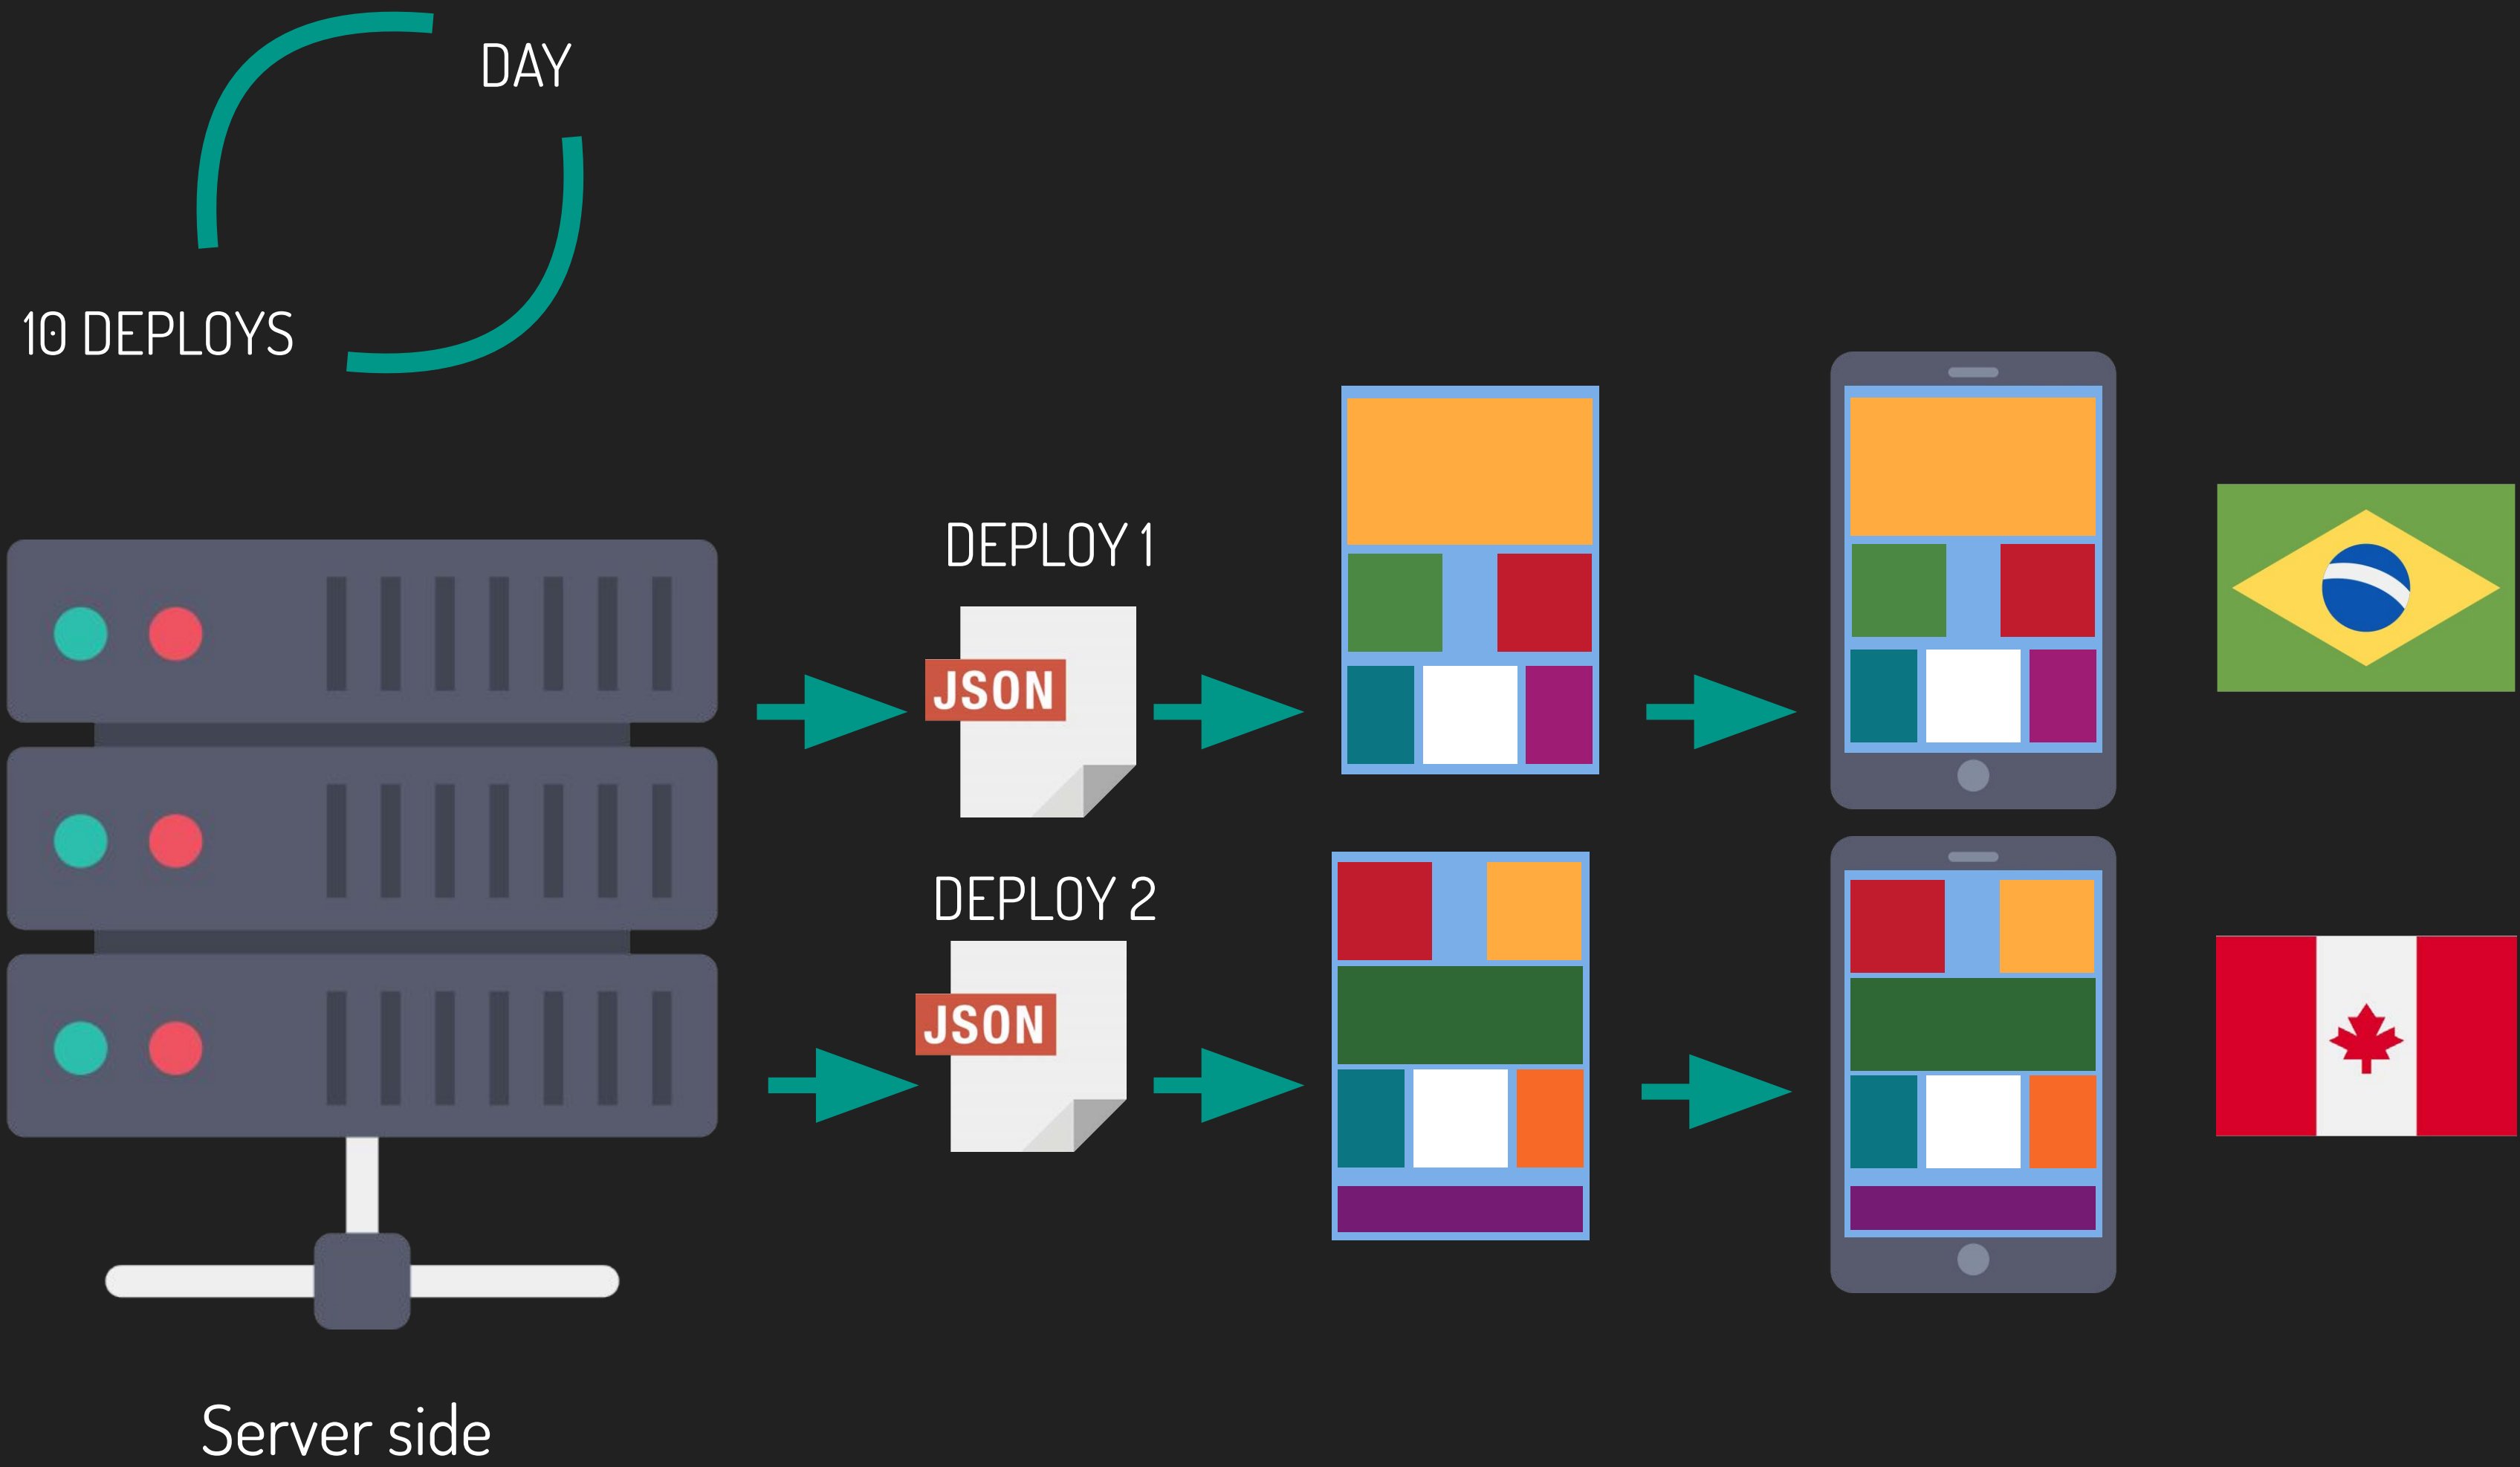 DAY
10 DEPLOYS
DEPLOY 1
JSON
DEPLOY 2
JSON
Server side